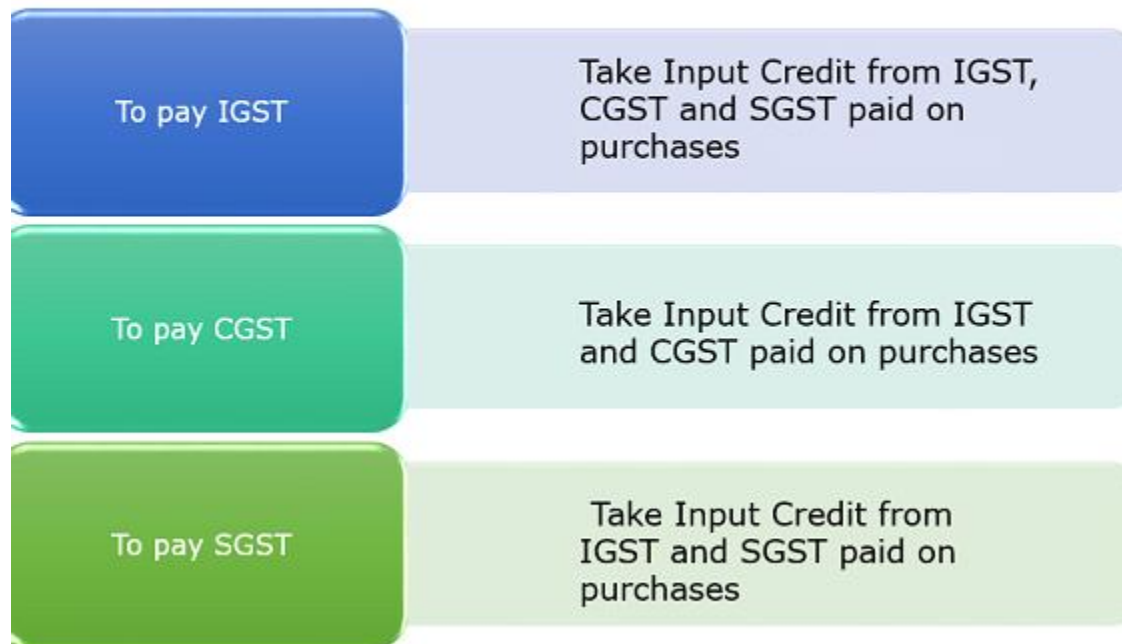 To pay IGST
Take Input Credit from IGST,
CGST and SGST paid on
purchases
To pay CGST
Take Input Credit from IGST
and CGST paid on purchases
To pay SGST
Take Input Credit from
IGST and SGST paid on
purchases